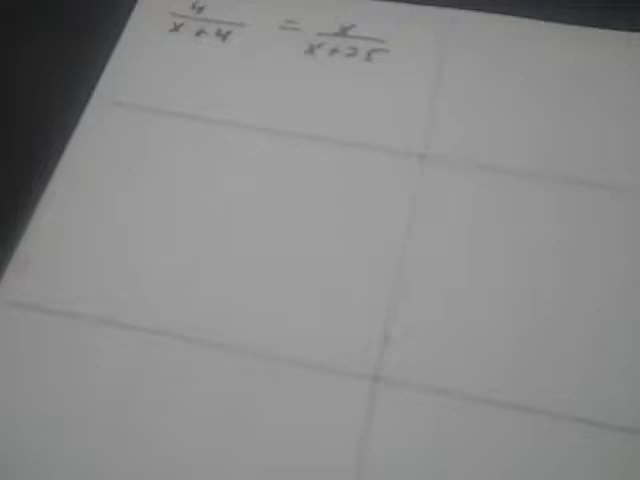 4/(x+4) = x/(x+25)